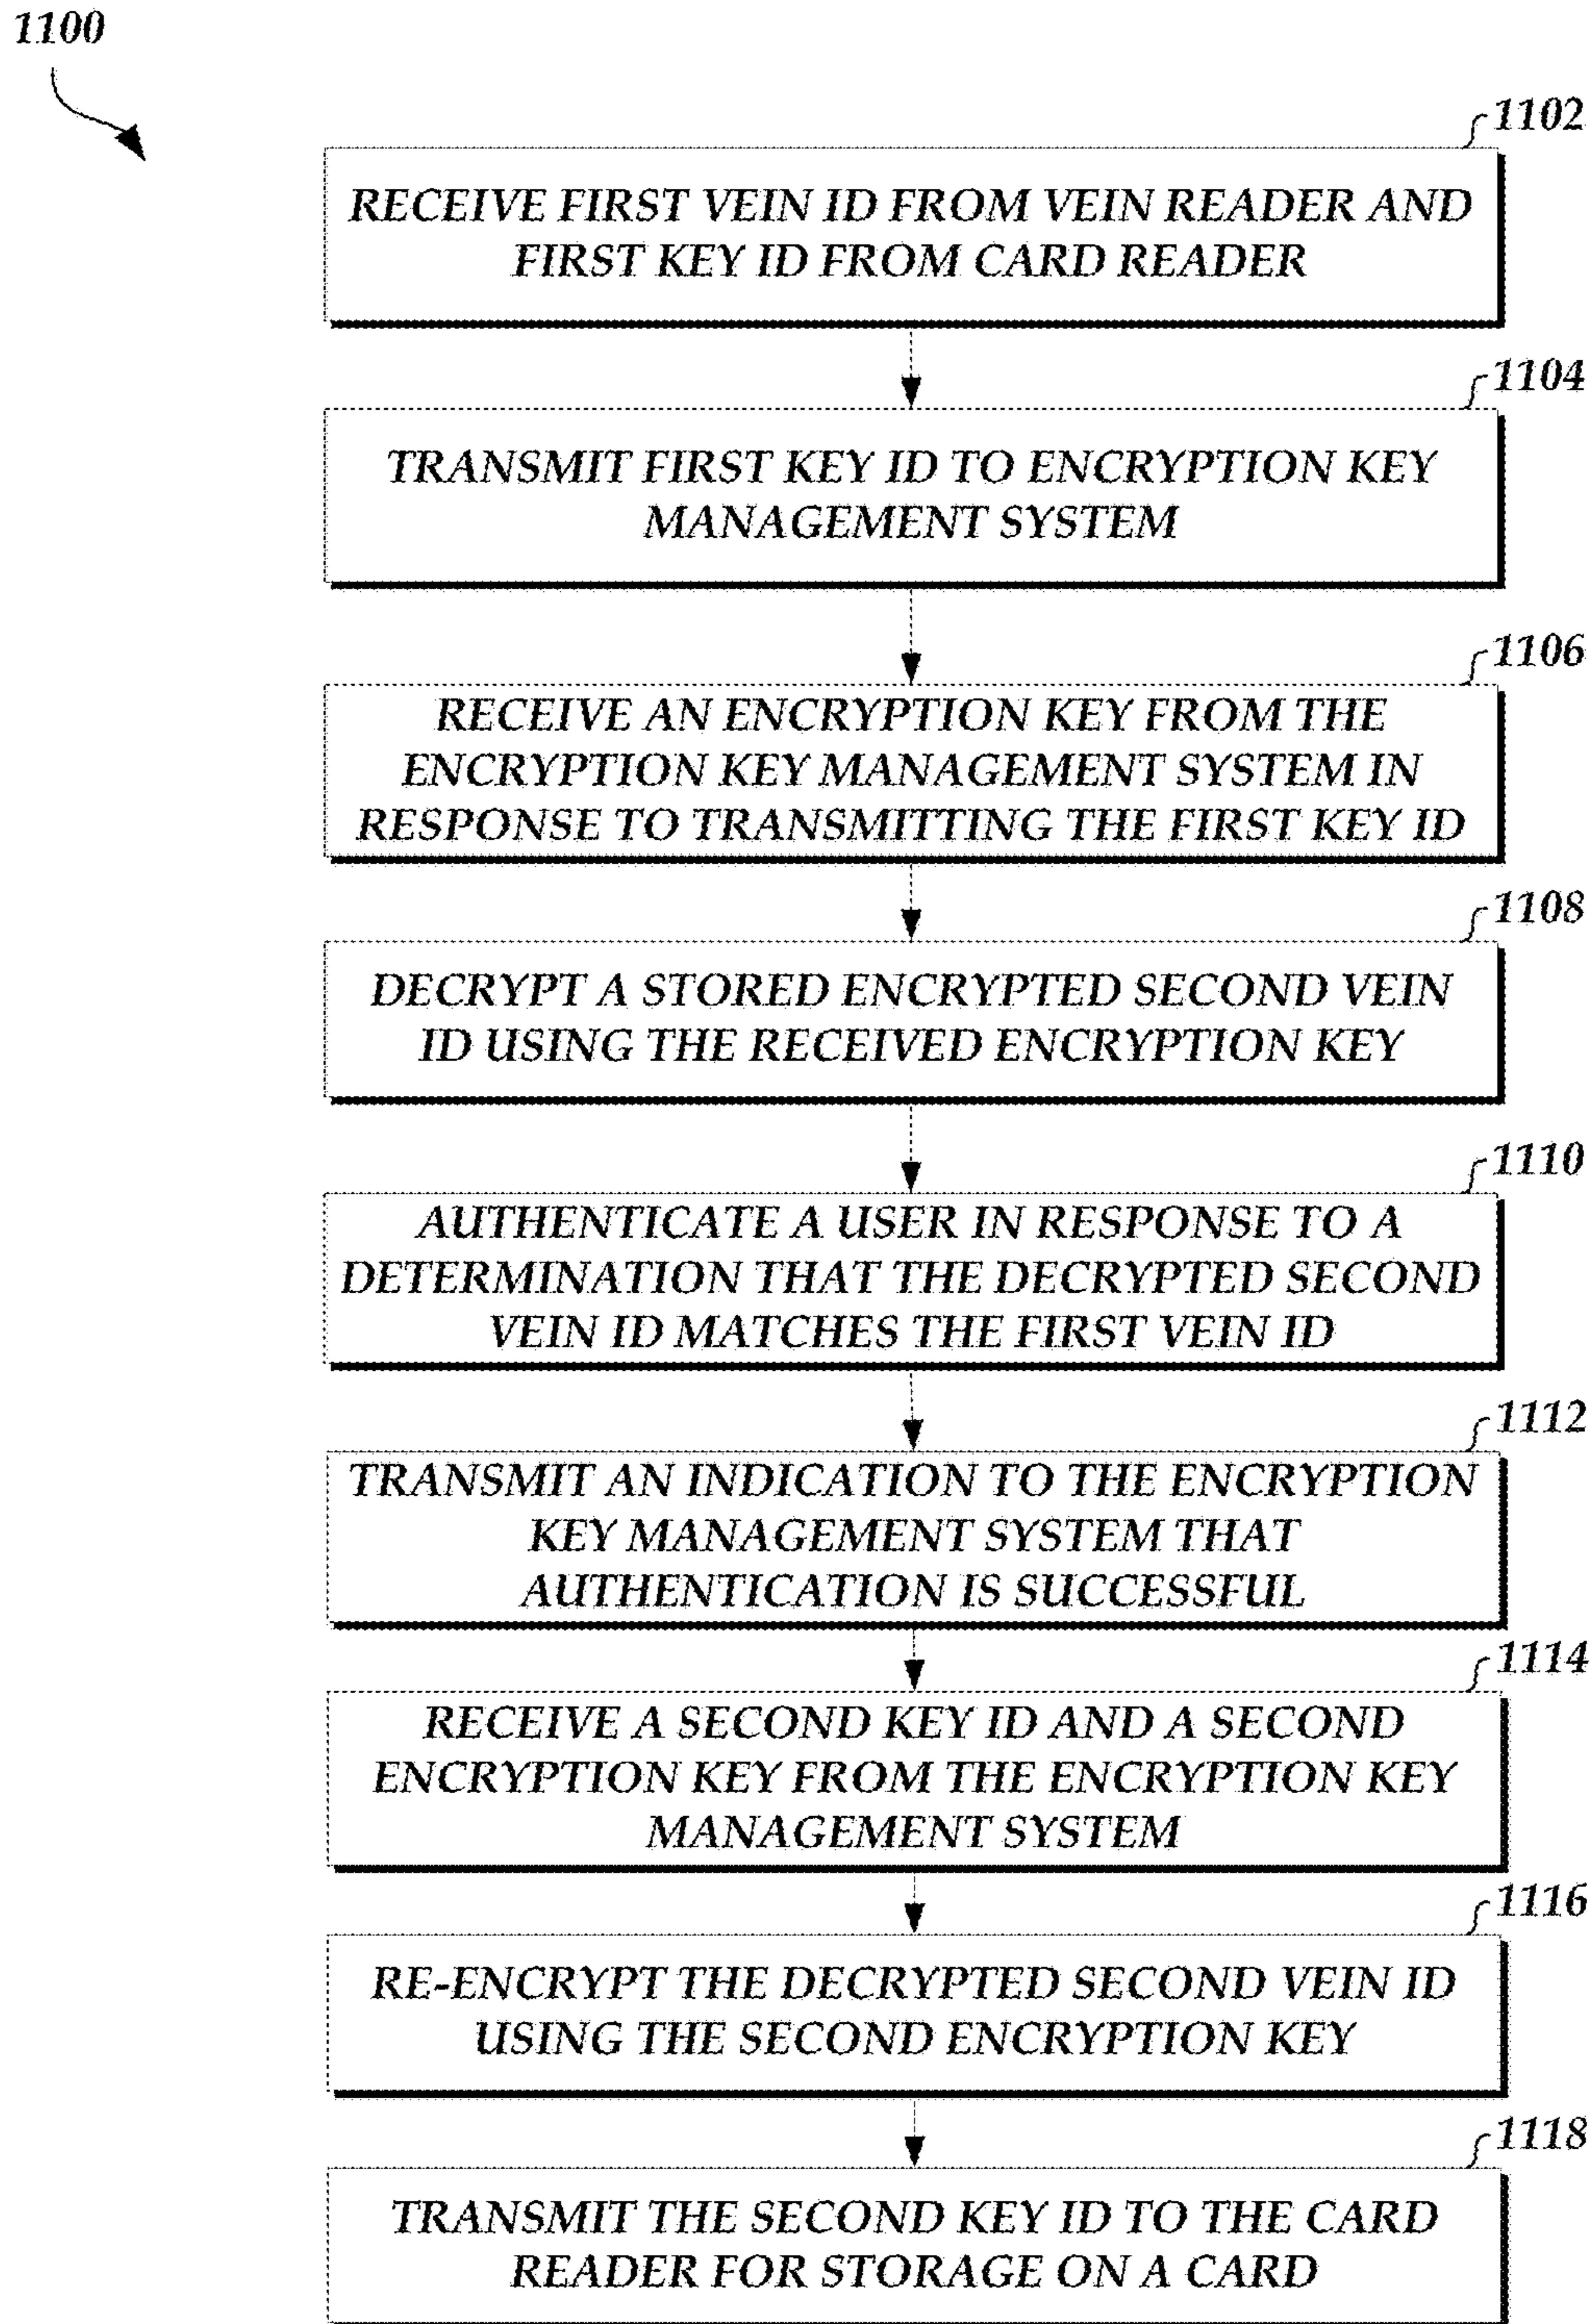 1100
1102
RECEIVE FIRST VEIN ID FROM VEIN READER AND
FIRST KEY ID FROM CARD READER
1104
TRANSMIT FIRST KEY ID TO ENCRYPTION KEY
MANAGEMENT SYSTEM
1106
RECEIVE AN ENCRYPTION KEY FROM THE
ENCRYPTION KEY MANAGEMENT SYSTEM IN
RESPONSE TO TRANSMITTING THE FIRST KEY ID
1108
DECRYPT A STORED ENCRYPTED SECOND VEIN
ID USING THE RECEIVED ENCRYPTION KEY
1110
AUTHENTICATE A USER IN RESPONSE TO A
DETERMINATION THAT THE DECRYPTED SECOND
VEIN ID MATCHES THE FIRST VEIN ID
1112
TRANSMIT AN INDICATION TO THE ENCRYPTION
KEY MANAGEMENT SYSTEM THAT
AUTHENTICATION IS SUCCESSFUL
1114
RECEIVE A SECOND KEY ID AND A SECOND
ENCRYPTION KEY FROM THE ENCRYPTION KEY
MANAGEMENT SYSTEM
1116
RE-ENCRYPT THE DECRYPTED SECOND VEIN ID
USING THE SECOND ENCRYPTION KEY
1118
TRANSMIT THE SECOND KEY ID TO THE CARD
READER FOR STORAGE ON A CARD